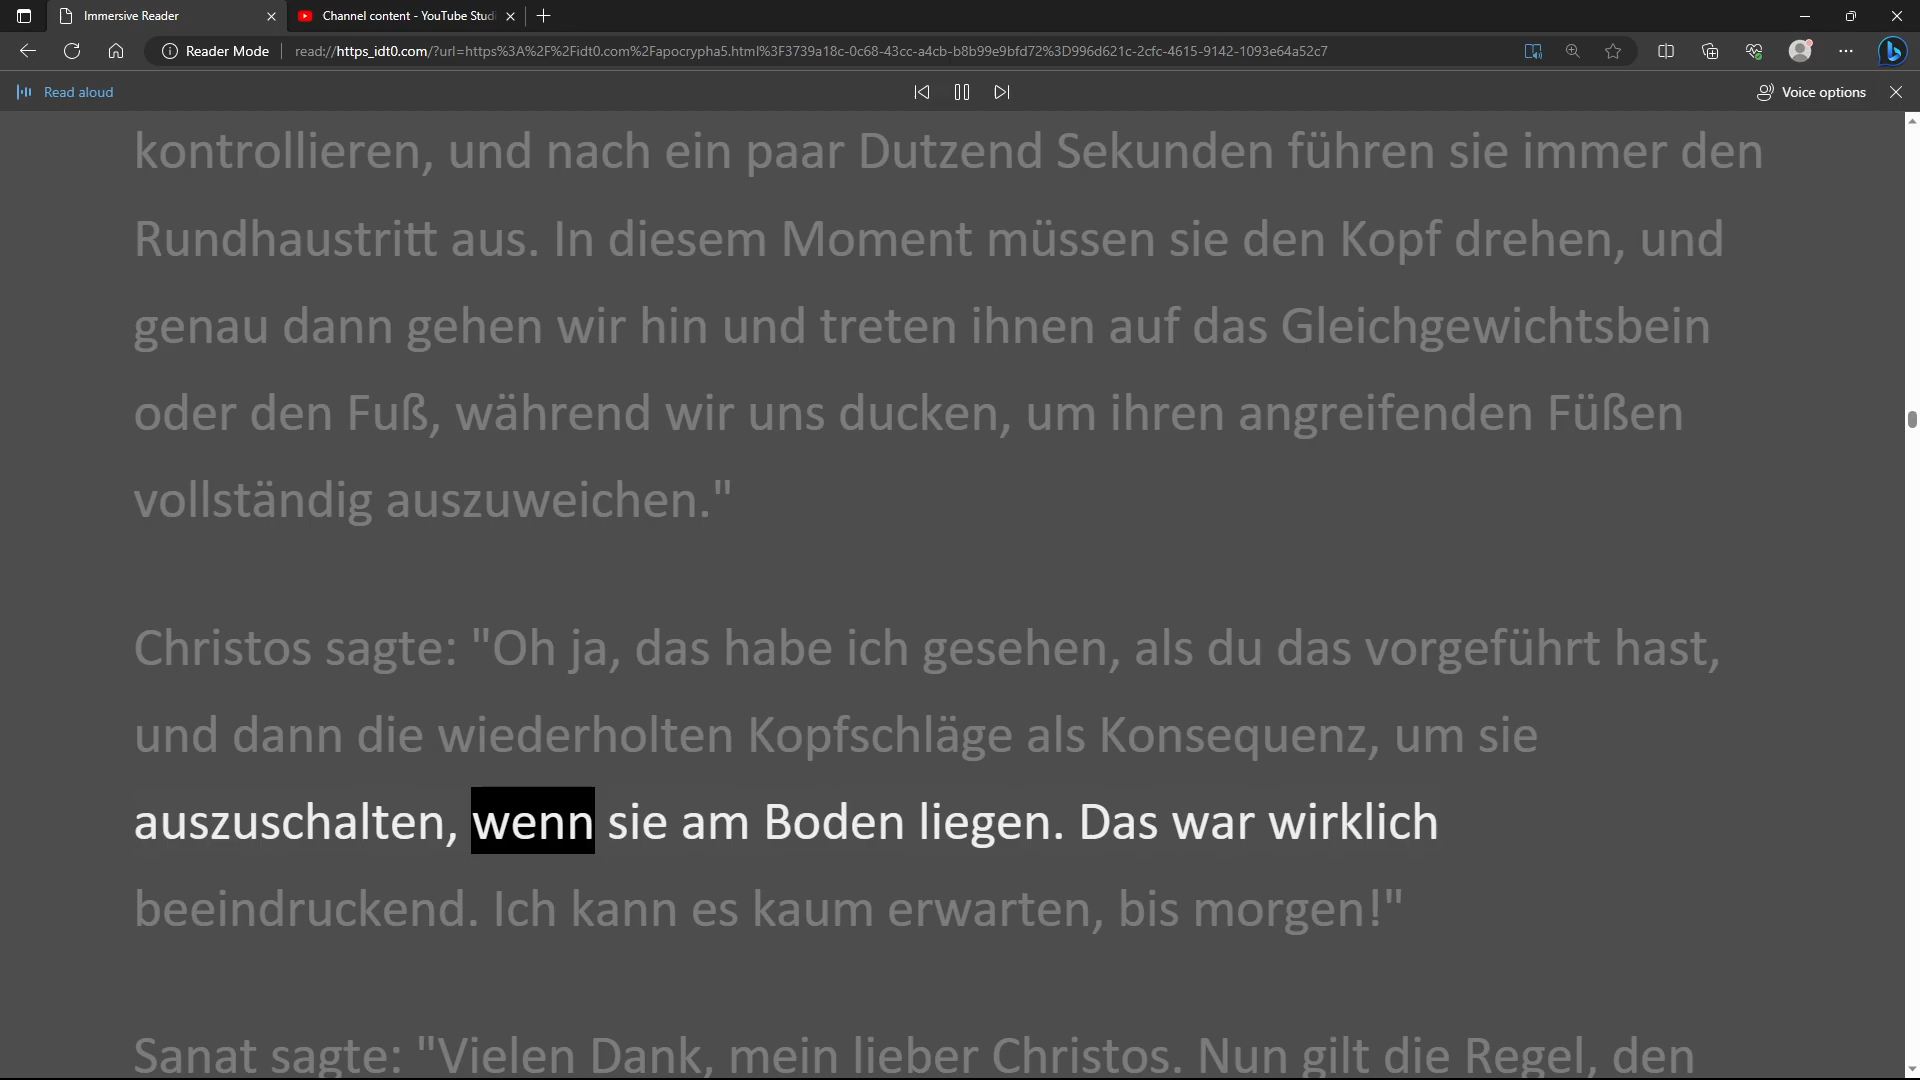 Immersive Reader
Channel content - YouTube Studi
Reader Mode
read://https_idt0.com/?url=https%3A%2F%2Fidt0.com%2Fapocrypha5.html%3F3739a18c-0c68-43cc-a4cb-b8b99e9bfd72%3D996d621c-2cfc-4615-9142-1093e64a52c7
Read aloud
Voice options
kontrollieren, und nach ein paar Dutzend Sekunden führen sie immer den
Rundhaustritt aus. In diesem Moment müssen sie den Kopf drehen, und
genau dann gehen wir hin und treten ihnen auf das Gleichgewichtsbein
oder den Fuß, während wir uns ducken, um ihren angreifenden Füßen
vollständig auszuweichen."
Christos sagte: "Oh ja, das habe ich gesehen, als du das vorgeführt hast,
und dann die wiederholten Kopfschläge als Konsequenz, um sie
auszuschalten, wenn sie am Boden liegen. Das war wirklich
beeindruckend. Ich kann es kaum erwarten, bis morgen!"
Sanat sagte: "Vielen Dank, mein lieber Christos. Nun gilt die Regel, den